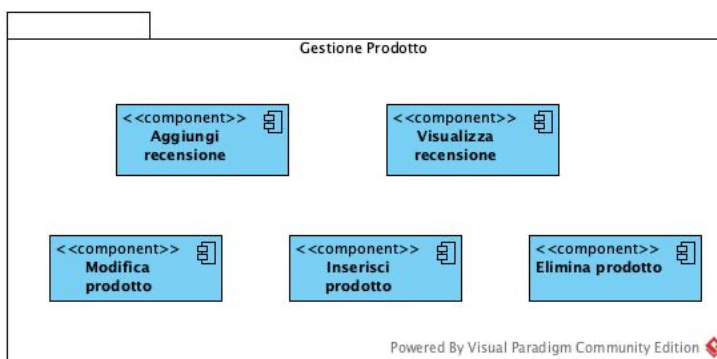 Gestione Prodotto
<<component>>
Aggiungi
recensione
<<component>>
Visualizza
recensione
<<component>>
Modifica
prodotto
<<component>>
Inserisci
prodotto
<<component>>
Elimina prodotto
Powered By Visual Paradigm Community Edition